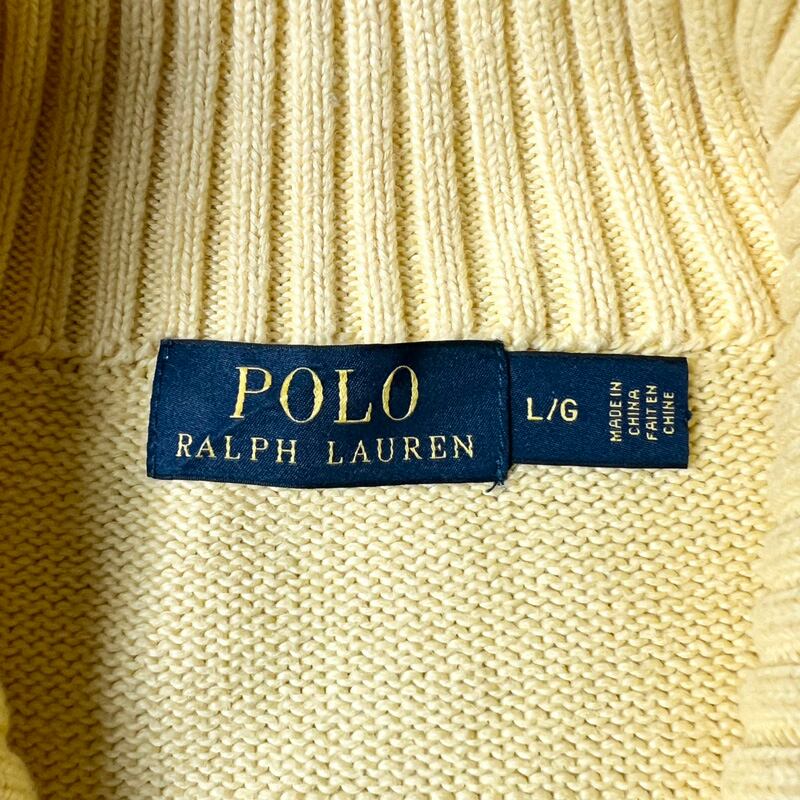 POLO
RALPH LAUREN
L/G
MADE IN
CHINA
FAIT EN
CHINE